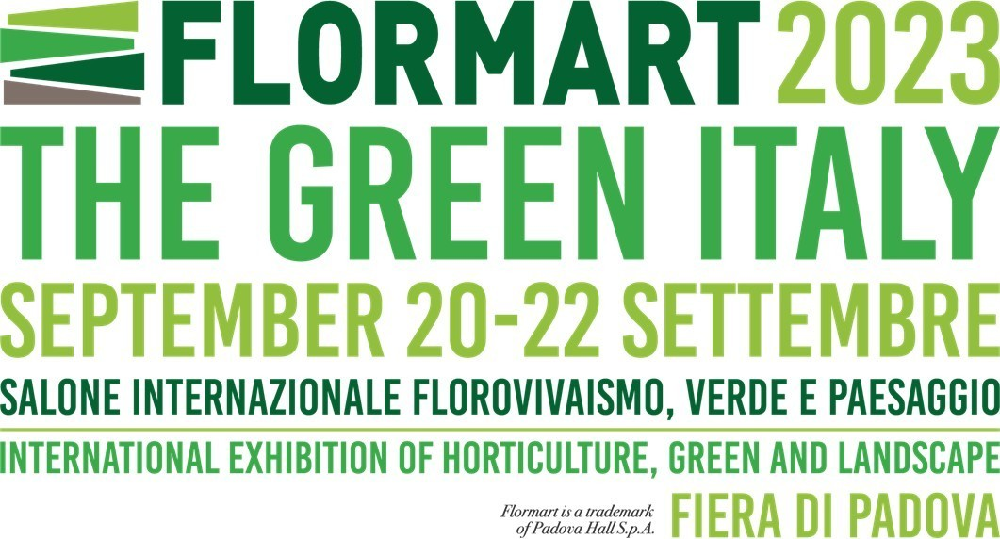 FLORMART 2023
THE GREEN ITALY
SEPTEMBER 20-22 SETTEMBRE
SALONE INTERNAZIONALE FLOROVIVAISMO, VERDE E PAESAGGIO
INTERNATIONAL EXHIBITION OF HORTICULTURE, GREEN AND LANDSCAPE
Flormart is a trademark
of Padova Hall S.p.A.
FIERA DI PADOVA